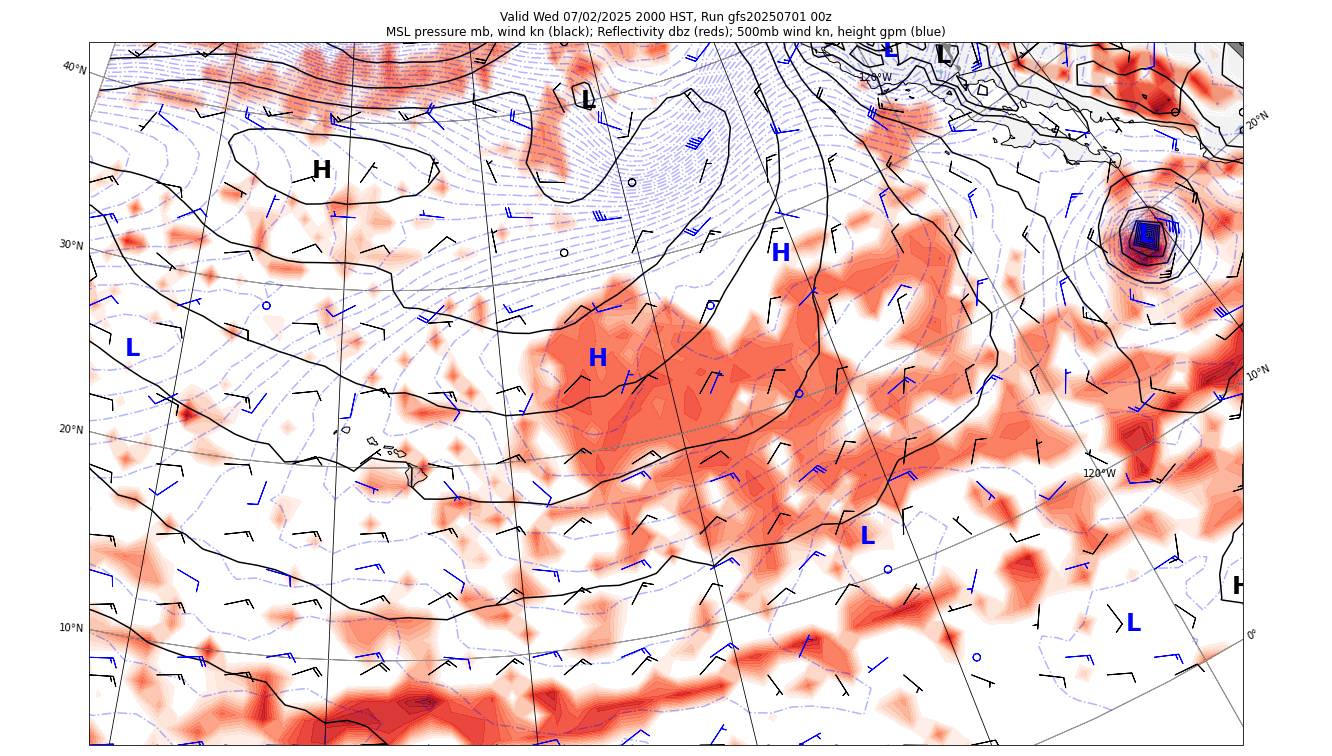 Valid Wed 07/02/2025 2000 HST, Run gfs20250701 00z
MSL pressure mb, wind kn (black); Reflectivity dbz (reds); 500mb wind kn, height gpm (blue)
L
L
40°N
120°W
L
20°N
H
30°N
H
L
H
10°N
20°N
120°W
L
H
10°N
L
0°